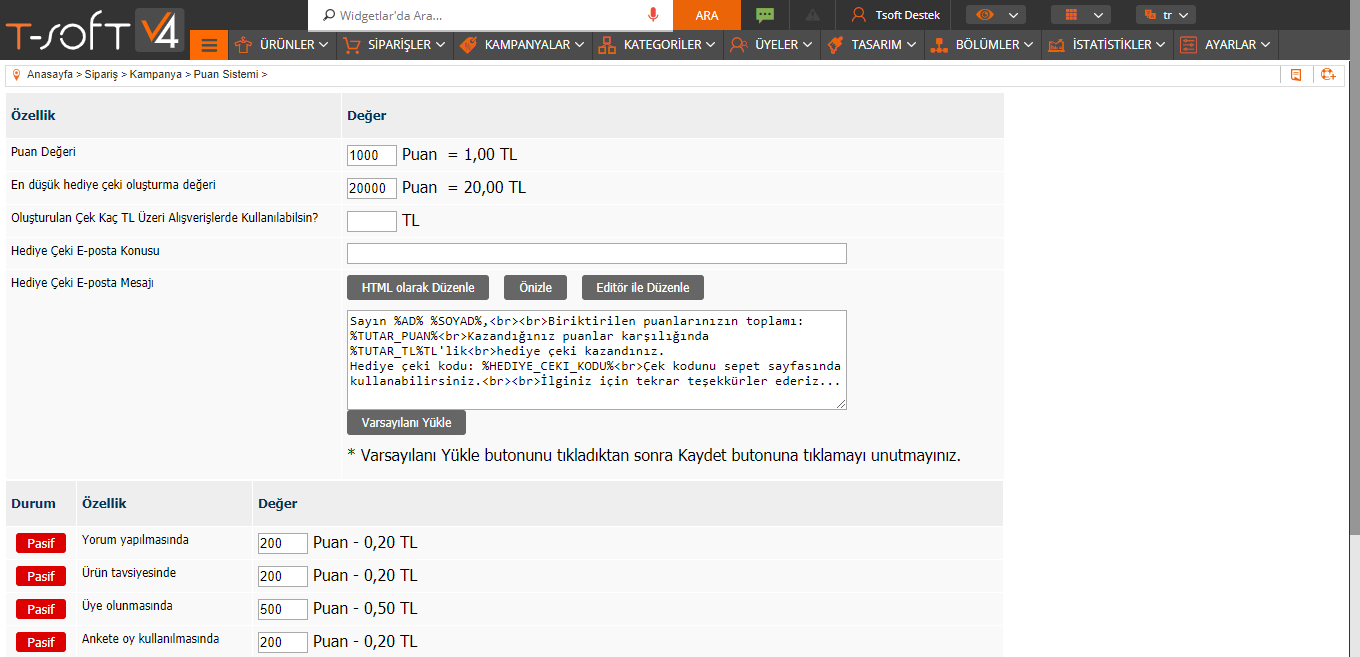 T-SOFT V4
Widgetlar'da Ara...
ARA
Tsoft Destek
tr
ÜRÜNLER
SİPARİŞLER
KAMPANYALAR
KATEGORİLER
ÜYELER
TASARIM
BÖLÜMLER
İSTATİSTİKLER
AYARLAR
Anasayfa > Sipariş > Kampanya > Puan Sistemi >
Özellik Değer
Puan Değeri 1000 Puan = 1,00 TL
En düşük hediye çeki oluşturma değeri 20000 Puan = 20,00 TL
Oluşturulan Çek Kaç TL Üzeri Alışverişlerde Kullanılabilsin? TL
Hediye Çeki E-posta Konusu
Hediye Çeki E-posta Mesajı HTML olarak Düzenle Önizle Editör ile Düzenle
Sayın %AD% %SOYAD%,<br><br>Biriktirilen puanlarınızın toplamı:
%TUTAR_PUAN%<br>Kazandığınız puanlar karşılığında
%TUTAR_TL%TL'lik<br>hediye çeki kazandınız.
Hediye çeki kodu: %HEDIYE_CEKI_KODU%<br>Çek kodunu sepet sayfasında
kullanabilirsiniz.<br><br>İlginiz için tekrar teşekkürler ederiz...
Varsayılanı Yükle
* Varsayılanı Yükle butonunu tıkladıktan sonra Kaydet butonuna tıklamayı unutmayınız.
Durum Özellik Değer
Pasif Yorum yapılmasında 200 Puan - 0,20 TL
Pasif Ürün tavsiyesinde 200 Puan - 0,20 TL
Pasif Üye olunmasında 500 Puan - 0,50 TL
Pasif Ankete oy kullanılmasında 200 Puan - 0,20 TL